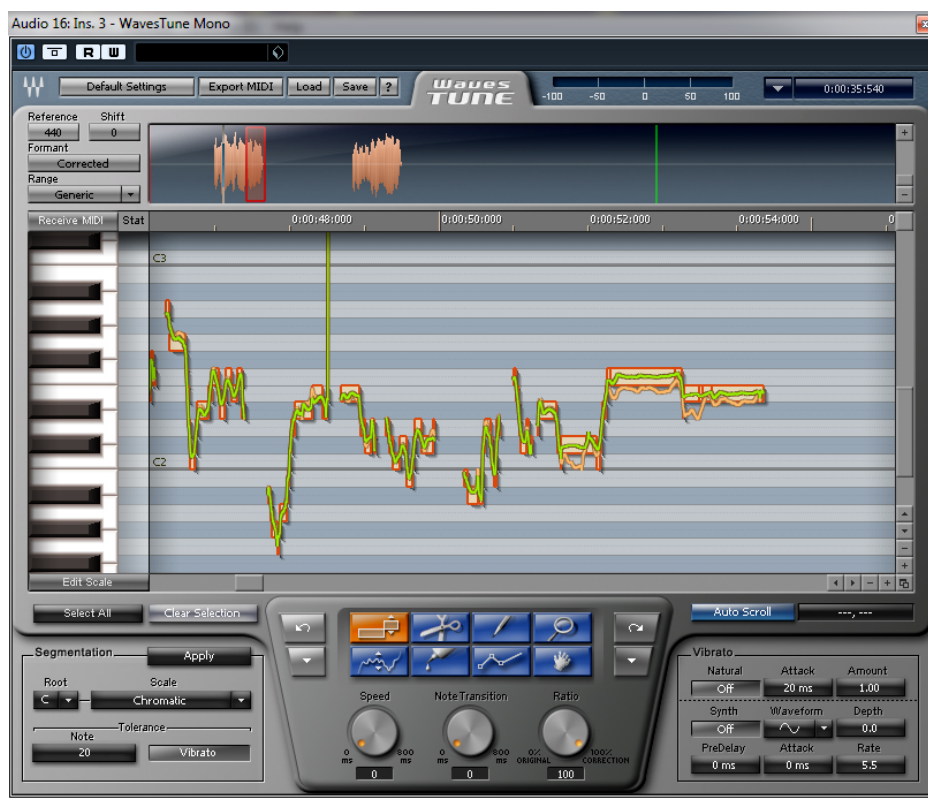 Audio 16: Ins. 3 - WavesTune Mono
R W
Default Settings Export MIDI Load Save ? Waves TUNE -100 -50 0 50 100 0:00:35:540
Reference Shift
440 0
Formant
Corrected
Range
Generic
+
-
Receive MIDI Stat 0:00:48:000 0:00:50:000 0:00:52:000 0:00:54:000 0
C3
C2
-
+
Edit Scale - +
Select All Clear Selection Auto Scroll ---, ---
Segmentation Apply
Root Scale
C Chromatic
Tolerance
Note
20 Vibrato
Speed Note Transition Ratio
0 ms 800 ms 0 ms 800 ms 0% ORIGINAL 100% CORRECTION
0 0 100
Vibrato
Natural Attack Amount
Off 20 ms 1.00
Synth Waveform Depth
Off 0.0
PreDelay Attack Rate
0 ms 0 ms 5.5